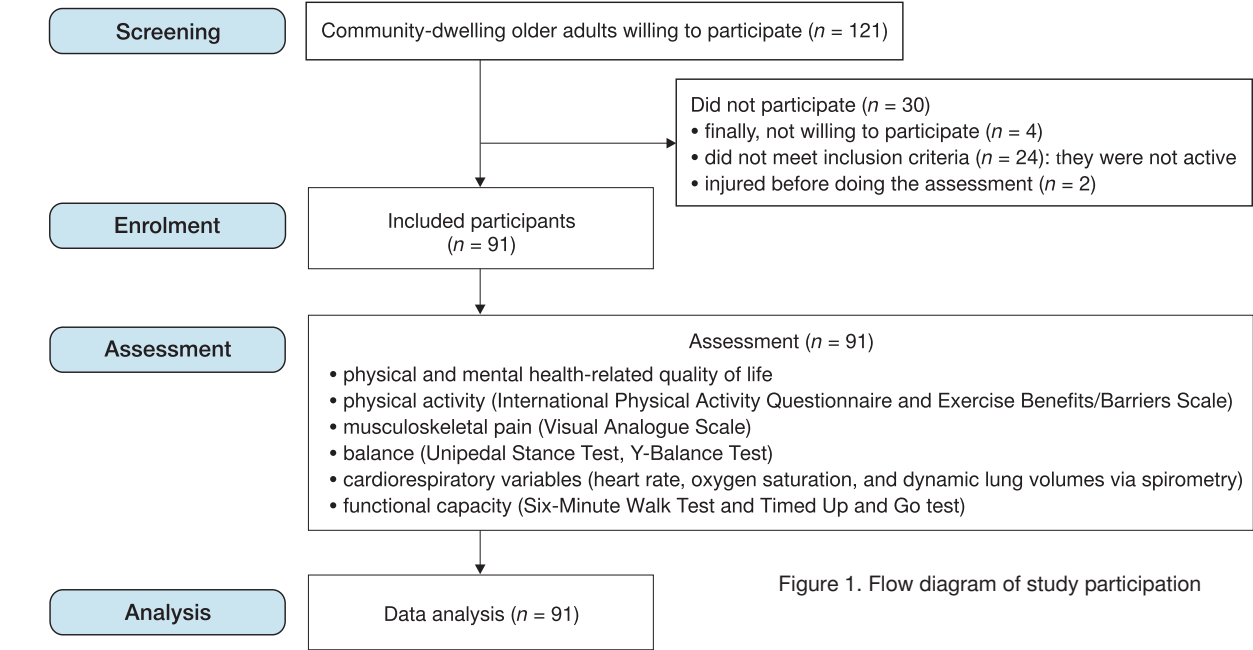 Screening
Community-dwelling older adults willing to participate (n = 121)
Did not participate (n = 30)
• finally, not willing to participate (n = 4)
• did not meet inclusion criteria (n = 24): they were not active
• injured before doing the assessment (n = 2)
Enrolment
Included participants
(n = 91)
Assessment
Assessment (n = 91)
• physical and mental health-related quality of life
• physical activity (International Physical Activity Questionnaire and Exercise Benefits/Barriers Scale)
• musculoskeletal pain (Visual Analogue Scale)
• balance (Unipedal Stance Test, Y-Balance Test)
• cardiorespiratory variables (heart rate, oxygen saturation, and dynamic lung volumes via spirometry)
• functional capacity (Six-Minute Walk Test and Timed Up and Go test)
Analysis
Data analysis (n = 91)
Figure 1. Flow diagram of study participation